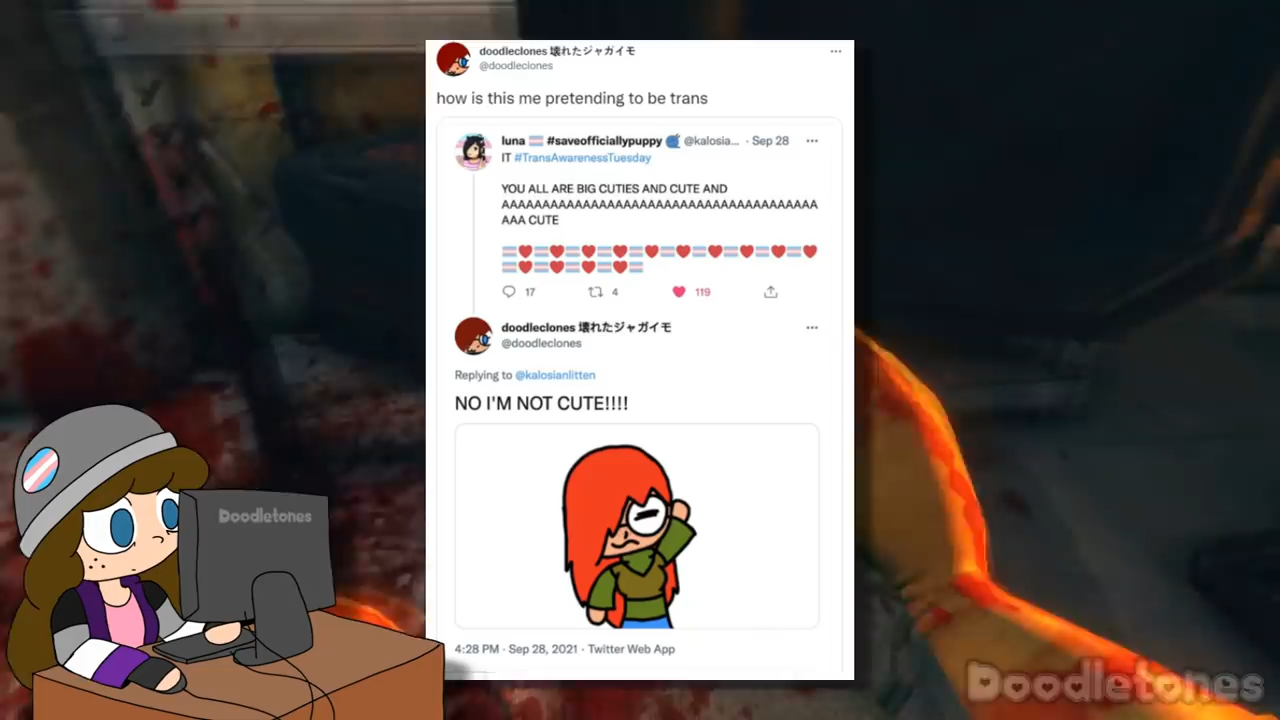 doodleclones 壊れたジャガイモ
@doodleclones
how is this me pretending to be trans
luna #saveofficiallypuppy @kalosia... · Sep 28
IT #TransAwarenessTuesday
YOU ALL ARE BIG CUTIES AND CUTE AND
AAAAAAAAAAAAAAAAAAAAAAAAAAAAAAAAAAAAAAA
AAA CUTE
17 4 119
doodleclones 壊れたジャガイモ
@doodleclones
Replying to @kalosianlitten
NO I'M NOT CUTE!!!!
4:28 PM · Sep 28, 2021 · Twitter Web App
Doodletones
Doodletones